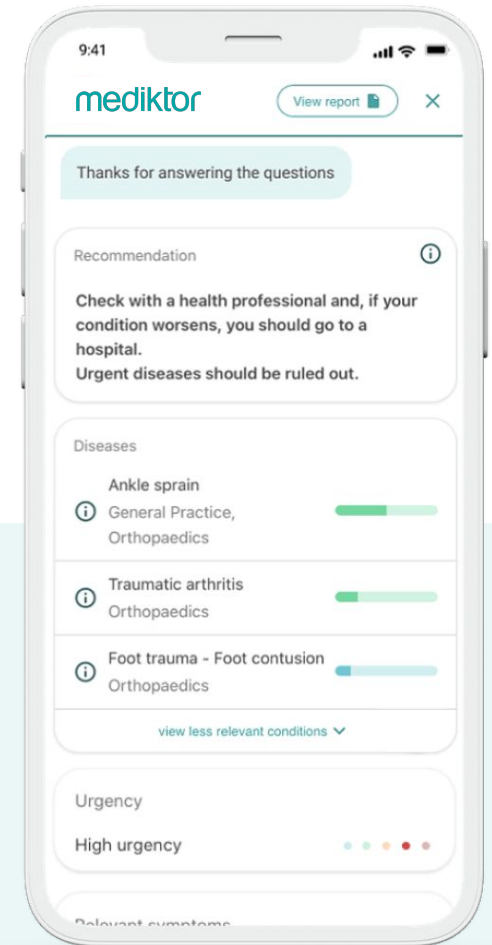 9:41
mediktor
View report
Thanks for answering the questions
Recommendation
Check with a health professional and, if your
condition worsens, you should go to a
hospital.
Urgent diseases should be ruled out.
Diseases
Ankle sprain
General Practice,
Orthopaedics
Traumatic arthritis
Orthopaedics
Foot trauma - Foot contusion
Orthopaedics
view less relevant conditions
Urgency
High urgency
Relevant symptoms